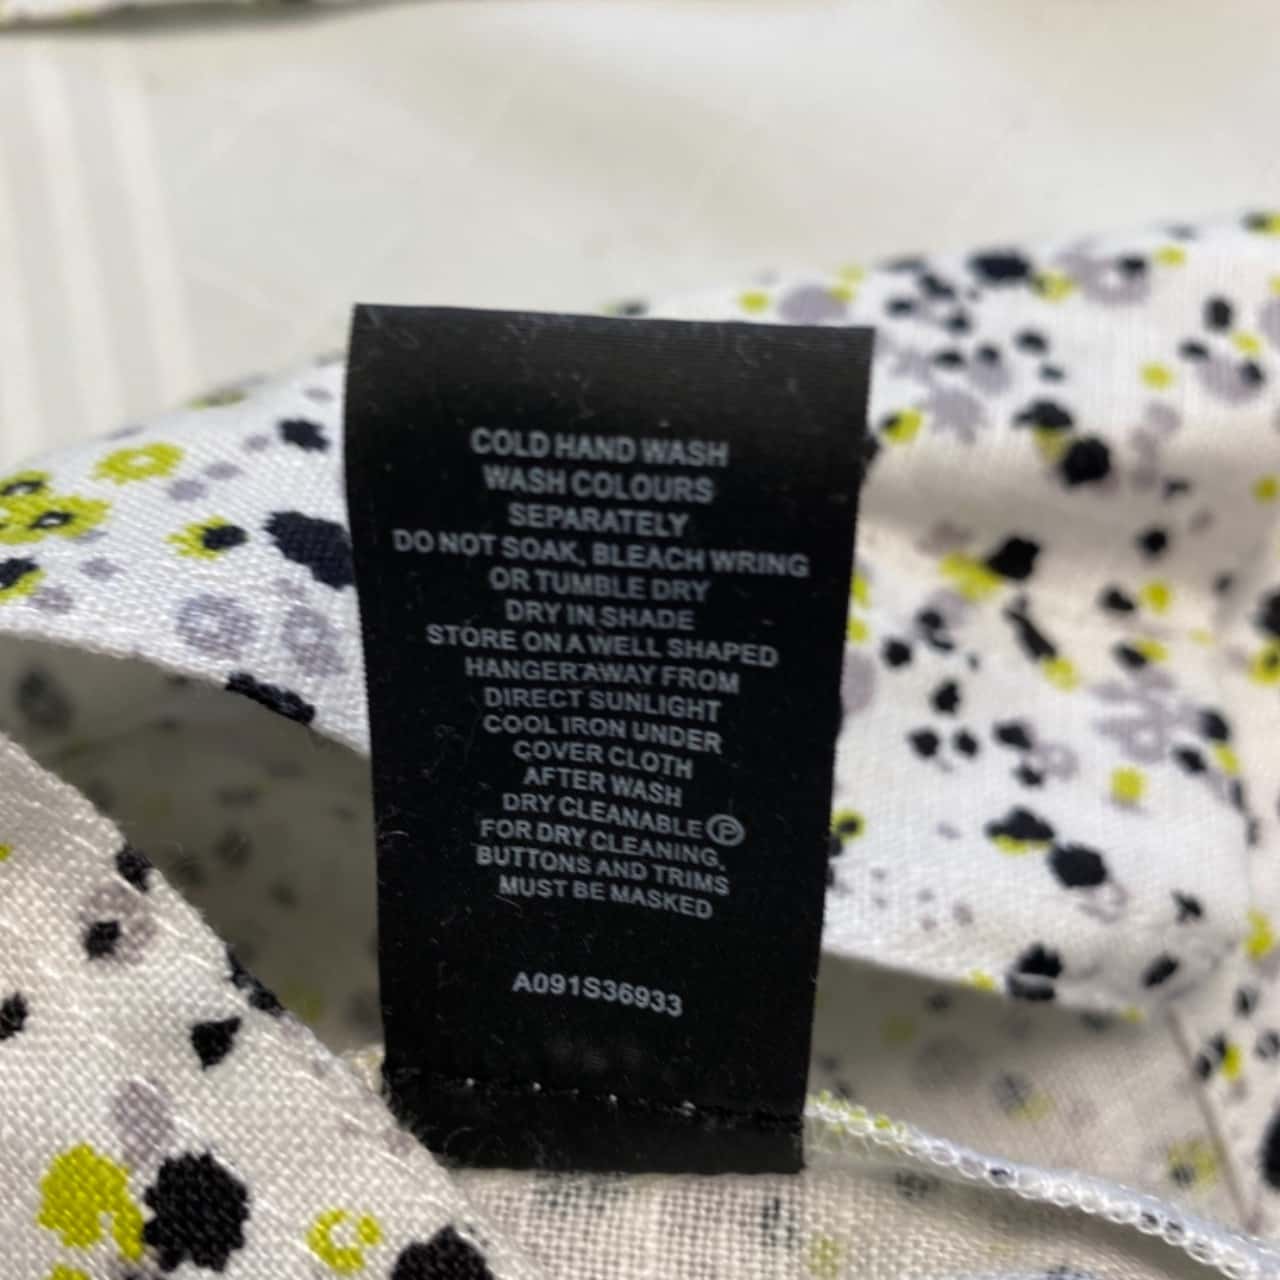 COLD HAND WASH
WASH COLOURS
SEPARATELY
DO NOT SOAK, BLEACH WRING
OR TUMBLE DRY
DRY IN SHADE
STORE ON A WELL SHAPED
HANGER AWAY FROM
DIRECT SUNLIGHT
COOL IRON UNDER
COVER CLOTH
AFTER WASH
DRY CLEANABLE Ⓟ
FOR DRY CLEANING,
BUTTONS AND TRIMS
MUST BE MASKED
A091S36933